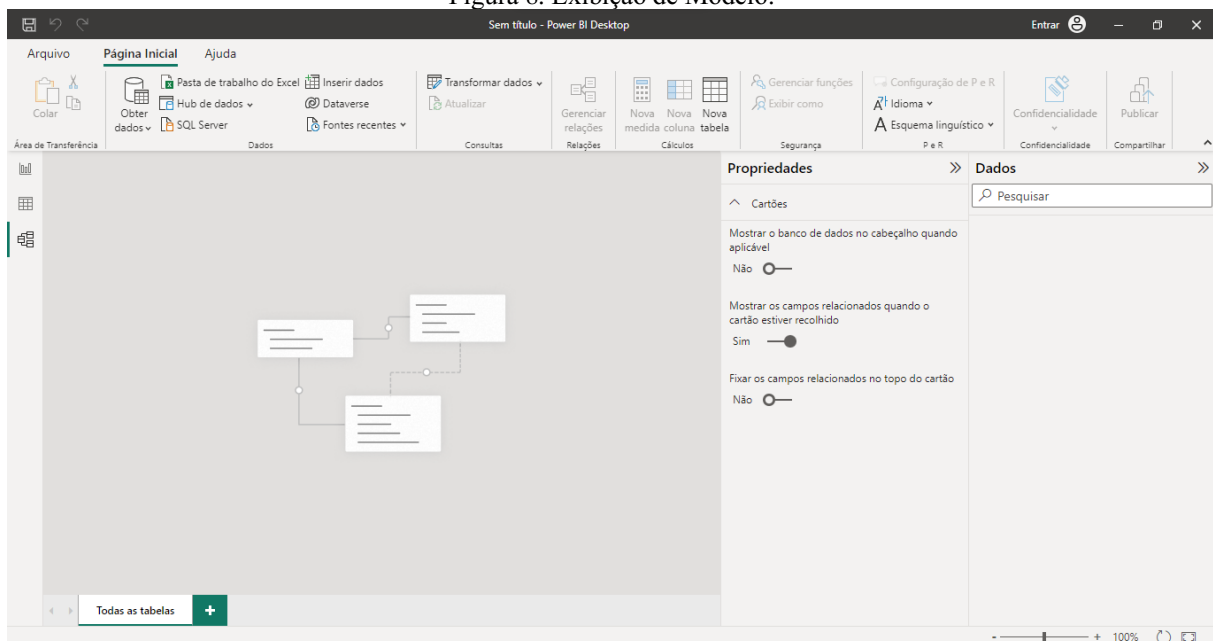 Figura 8. Exibição de Modelo.
Sem título - Power BI Desktop
Entrar
Arquivo
Página Inicial
Ajuda
Colar
Área de Transferência
Obter
dados
Pasta de trabalho do Excel
Hub de dados
SQL Server
Inserir dados
Dataverse
Fontes recentes
Dados
Transformar dados
Atualizar
Consultas
Gerenciar
relações
Relações
Nova
medida
Nova
coluna
Nova
tabela
Cálculos
Gerenciar funções
Exibir como
Segurança
Configuração de P e R
Idioma
Esquema linguístico
P e R
Confidencialidade
Confidencialidade
Publicar
Compartilhar
Propriedades
Cartões
Mostrar o banco de dados no cabeçalho quando
aplicável
Não
Mostrar os campos relacionados quando o
cartão estiver recolhido
Sim
Fixar os campos relacionados no topo do cartão
Não
Dados
Pesquisar
Todas as tabelas
100%